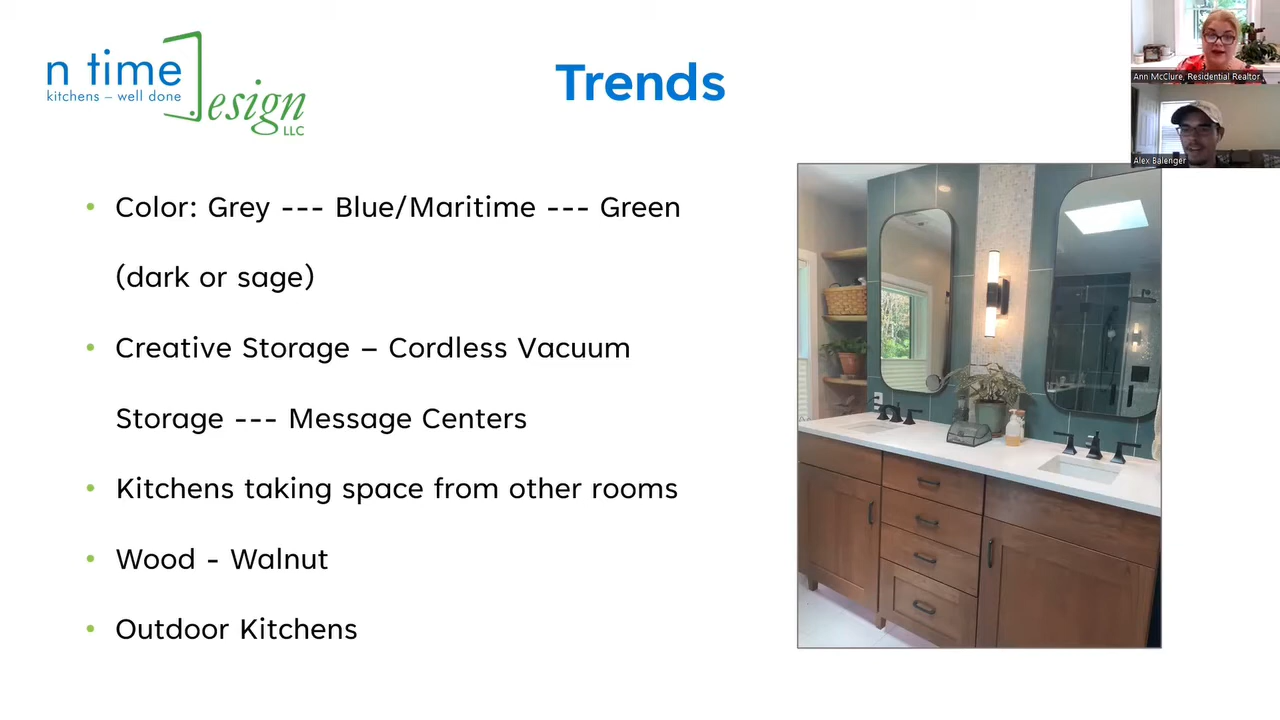 n time
kitchens – well done
Design
LLC
Trends
Ann McClure, Residential Realtor
Alex Balenger
• Color: Grey --- Blue/Maritime --- Green
(dark or sage)
• Creative Storage – Cordless Vacuum
Storage --- Message Centers
• Kitchens taking space from other rooms
• Wood - Walnut
• Outdoor Kitchens